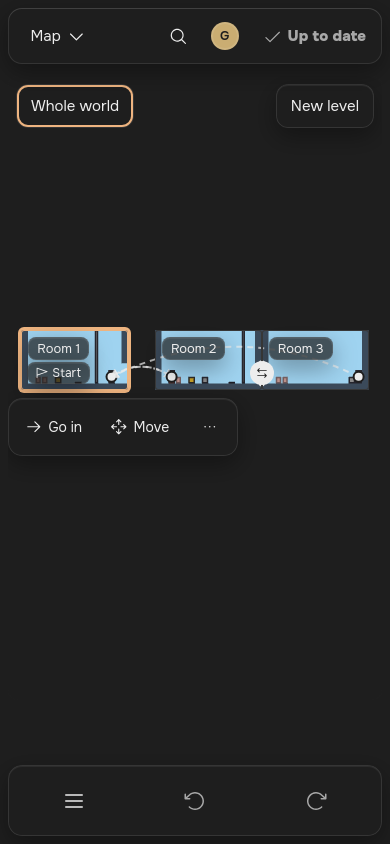 Map
G
Up to date
Whole world
New level
Room 1
Room 2
Room 3
Start
Go in
Move
...